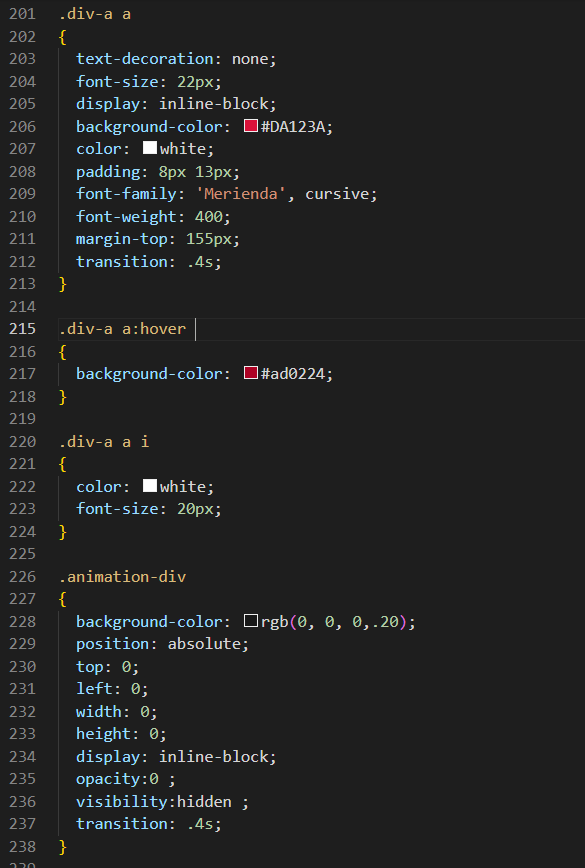 201 .div-a a
202 {
203 text-decoration: none;
204 font-size: 22px;
205 display: inline-block;
206 background-color: #DA123A;
207 color: white;
208 padding: 8px 13px;
209 font-family: 'Merienda', cursive;
210 font-weight: 400;
211 margin-top: 155px;
212 transition: .4s;
213 }
214
215 .div-a a:hover
216 {
217 background-color: #ad0224;
218 }
219
220 .div-a a i
221 {
222 color: white;
223 font-size: 20px;
224 }
225
226 .animation-div
227 {
228 background-color: rgb(0, 0, 0,.20);
229 position: absolute;
230 top: 0;
231 left: 0;
232 width: 0;
233 height: 0;
234 display: inline-block;
235 opacity:0 ;
236 visibility:hidden ;
237 transition: .4s;
238 }